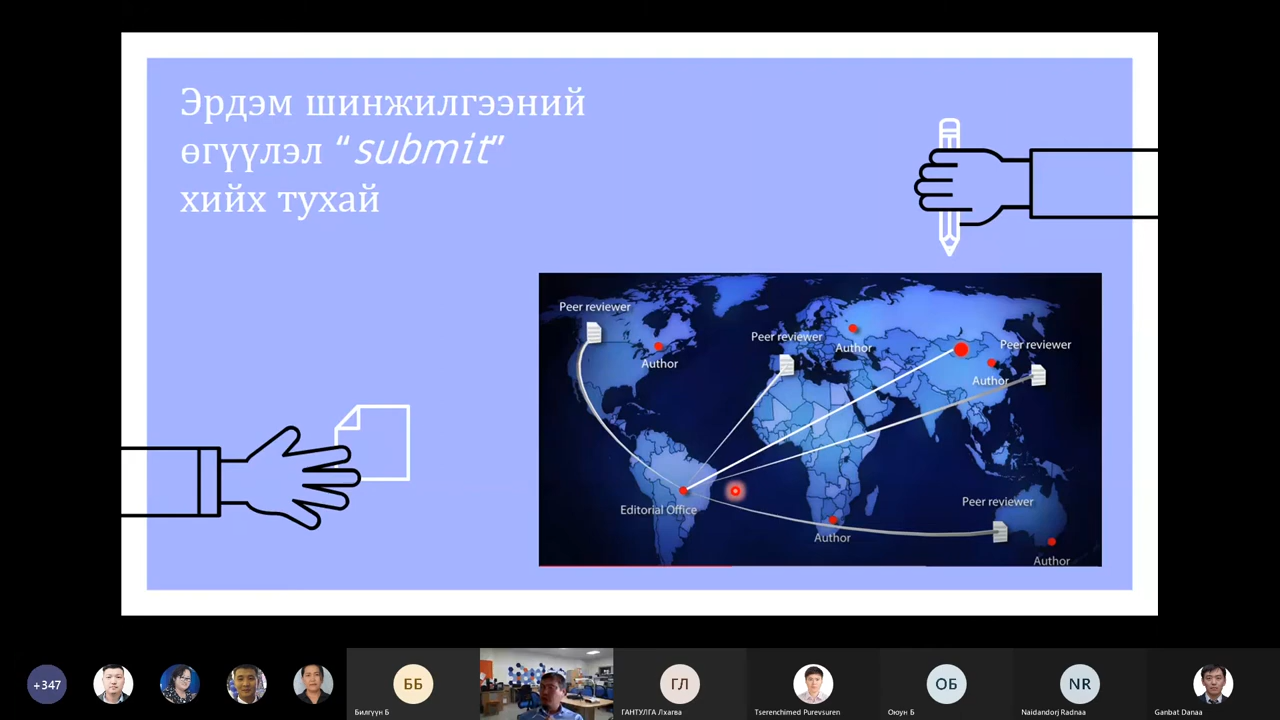 Эрдэм шинжилгээний
өгүүлэл “submit”
хийх тухай
Peer reviewer
Author
Peer reviewer
Author
Peer reviewer
Author
Editorial Office
Peer reviewer
Author
Author
+347
ББ
Билгүүн Б
ГЛ
ГАНТУЛГА Лхагва
Tserenchimed Purevsuren
ОБ
Оюун Б
NR
Naidandorj Radnaa
Ganbat Danaa